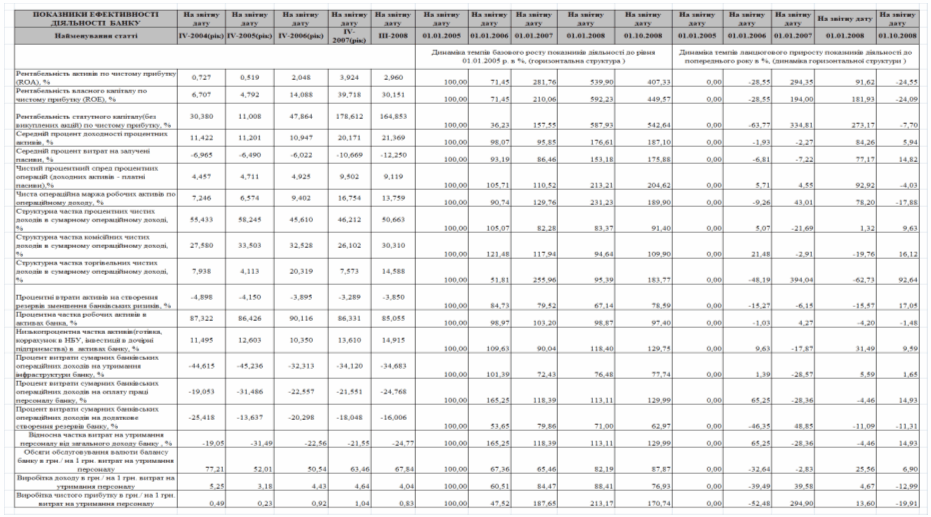 ПОКАЗНИКИ ЕФЕКТИВНОСТІ ДІЯЛЬНОСТІ БАНКУ На звітну дату На звітну дату На звітну дату На звітну дату На звітну дату На звітну дату На звітну дату На звітну дату На звітну дату На звітну дату На звітну дату На звітну дату На звітну дату На звітну дату На звітну дату
Найменування статті IV-2004(рік) IV-2005(рік) IV-2006(рік) IV-2007(рік) III-2008 01.01.2005 01.01.2006 01.01.2007 01.01.2008 01.10.2008 01.01.2005 01.01.2006 01.01.2007 01.01.2008 01.10.2008
Динаміка темпів базового росту показників діяльності до рівня 01.01.2005 р. в %, (горизонтальна структура ) Динаміка темпів ланцюгового приросту показників діяльності до попереднього року в %, (динаміка горизонтальної структури )
Рентабельність активів по чистому прибутку (ROA), % 0,727 0,519 2,048 3,924 2,960 100,00 71,45 281,76 539,90 407,33 0,00 -28,55 294,35 91,62 -24,55
Рентабельність власного капіталу по чистому прибутку (ROE), % 6,707 4,792 14,088 39,718 30,151 100,00 71,45 210,06 592,23 449,57 0,00 -28,55 194,00 181,93 -24,09
Рентабельність статутного капіталу(без викуплених акцій) по чистому прибутку, % 30,380 11,008 47,864 178,612 164,853 100,00 36,23 157,55 587,93 542,64 0,00 -63,77 334,81 273,17 -7,70
Середній процент доходності процентних активів, % 11,422 11,201 10,947 20,171 21,369 100,00 98,07 95,85 176,61 187,10 0,00 -1,93 -2,27 84,26 5,94
Середній процент витрат на залучені пасиви, % -6,965 -6,490 -6,022 -10,669 -12,250 100,00 93,19 86,46 153,18 175,88 0,00 -6,81 -7,22 77,17 14,82
Чистий процентний спред процентних операцій (доходних активів - платні пасиви),% 4,457 4,711 4,925 9,502 9,119 100,00 105,71 110,52 213,21 204,62 0,00 5,71 4,55 92,92 -4,03
Чиста операційна маржа робочих активів по операційному доходу, % 7,246 6,574 9,402 16,754 13,759 100,00 90,74 129,76 231,23 189,90 0,00 -9,26 43,01 78,20 -17,88
Структурна частка процентних чистих доходів в сумарному операційному доході, % 55,433 58,245 45,610 46,212 50,663 100,00 105,07 82,28 83,37 91,40 0,00 5,07 -21,69 1,32 9,63
Структурна частка комісійних чистих доходів в сумарному операційному доході, % 27,580 33,503 32,528 26,102 30,310 100,00 121,48 117,94 94,64 109,90 0,00 21,48 -2,91 -19,76 16,12
Структурна частка торгівельних чистих доходів в сумарному операційному доході, % 7,938 4,113 20,319 7,573 14,588 100,00 51,81 255,96 95,39 183,77 0,00 -48,19 394,04 -62,73 92,64
Процентні втрати активів на створення резервів зменшення банківських ризиків, % -4,898 -4,150 -3,895 -3,289 -3,850 100,00 84,73 79,52 67,14 78,59 0,00 -15,27 -6,15 -15,57 17,05
Процентна частка робочих активів в активах банка, % 87,322 86,426 90,116 86,331 85,055 100,00 98,97 103,20 98,87 97,40 0,00 -1,03 4,27 -4,20 -1,48
Низькопроцентна частка активів(готівка, коррахунок в НБУ, інвестиції в дочірні підприємства) в активах банку, % 11,495 12,603 10,350 13,610 14,915 100,00 109,63 90,04 118,40 129,75 0,00 9,63 -17,87 31,49 9,59
Процент витрати сумарних банківських операційних доходів на утримання інфраструктури банку, % -44,615 -45,236 -32,313 -34,120 -34,683 100,00 101,39 72,43 76,48 77,74 0,00 1,39 -28,57 5,59 1,65
Процент витрати сумарних банківських операційних доходів на оплату праці персоналу банку, % -19,053 -31,486 -22,557 -21,551 -24,768 100,00 165,25 118,39 113,11 129,99 0,00 65,25 -28,36 -4,46 14,93
Процент витрати сумарних банківських операційних доходів на додаткове створення резервів банку, % -25,418 -13,637 -20,298 -18,048 -16,006 100,00 53,65 79,86 71,00 62,97 0,00 -46,35 48,85 -11,09 -11,31
Відносна частка витрат на утримання персоналу від загального доходу банку , % -19,05 -31,49 -22,56 -21,55 -24,77 100,00 165,25 118,39 113,11 129,99 0,00 65,25 -28,36 -4,46 14,93
Обсяги обслуговування валюти балансу банку в грн./ на 1 грн. витрат на утримання персоналу 77,21 52,01 50,54 63,46 67,84 100,00 67,36 65,46 82,19 87,87 0,00 -32,64 -2,83 25,56 6,90
Виробітка доходу в грн./ на 1 грн. витрат на утримання персоналу 5,25 3,18 4,43 4,64 4,04 100,00 60,51 84,47 88,41 76,93 0,00 -39,49 39,58 4,67 -12,99
Виробітка чистого прибутку в грн./ на 1 грн. витрат на утримання персоналу 0,49 0,23 0,92 1,04 0,83 100,00 47,52 187,65 213,17 170,74 0,00 -52,48 294,90 13,60 -19,91